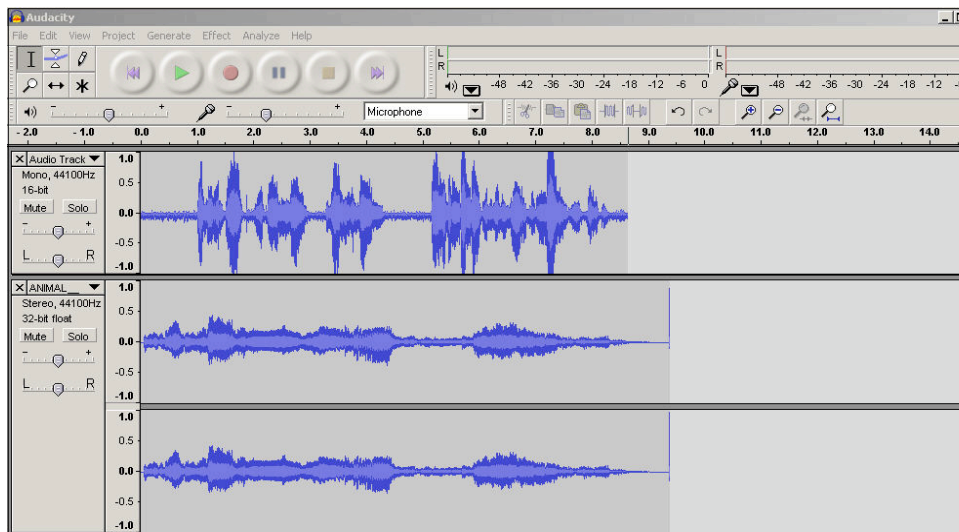 Audacity
File Edit View Project Generate Effect Analyze Help
L
R
-48 -42 -36 -30 -24 -18 -12 -6 0
L
R
-48 -42 -36 -30 -24 -18 -12
- + - + Microphone
- 2.0 - 1.0 0.0 1.0 2.0 3.0 4.0 5.0 6.0 7.0 8.0 9.0 10.0 11.0 12.0 13.0 14.0
X Audio Track
Mono, 44100Hz
16-bit
Mute Solo
- +
L R
1.0
0.5
0.0
-0.5
-1.0
X ANIMAL__
Stereo, 44100Hz
32-bit float
Mute Solo
- +
L R
1.0
0.5
0.0
-0.5
-1.0
1.0
0.5
0.0
-0.5
-1.0